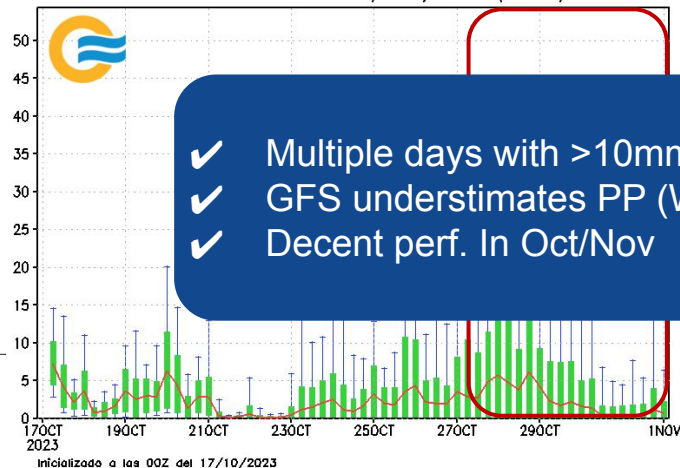 50
45
40
35
30
25
20
15
10
5
0
✔ Multiple days with >10mm
✔ GFS understimates PP (
✔ Decent perf. In Oct/Nov
17OCT 19OCT 21OCT 23OCT 25OCT 27OCT 29OCT 1NOV
2023
Inicializado a las 00Z del 17/10/2023